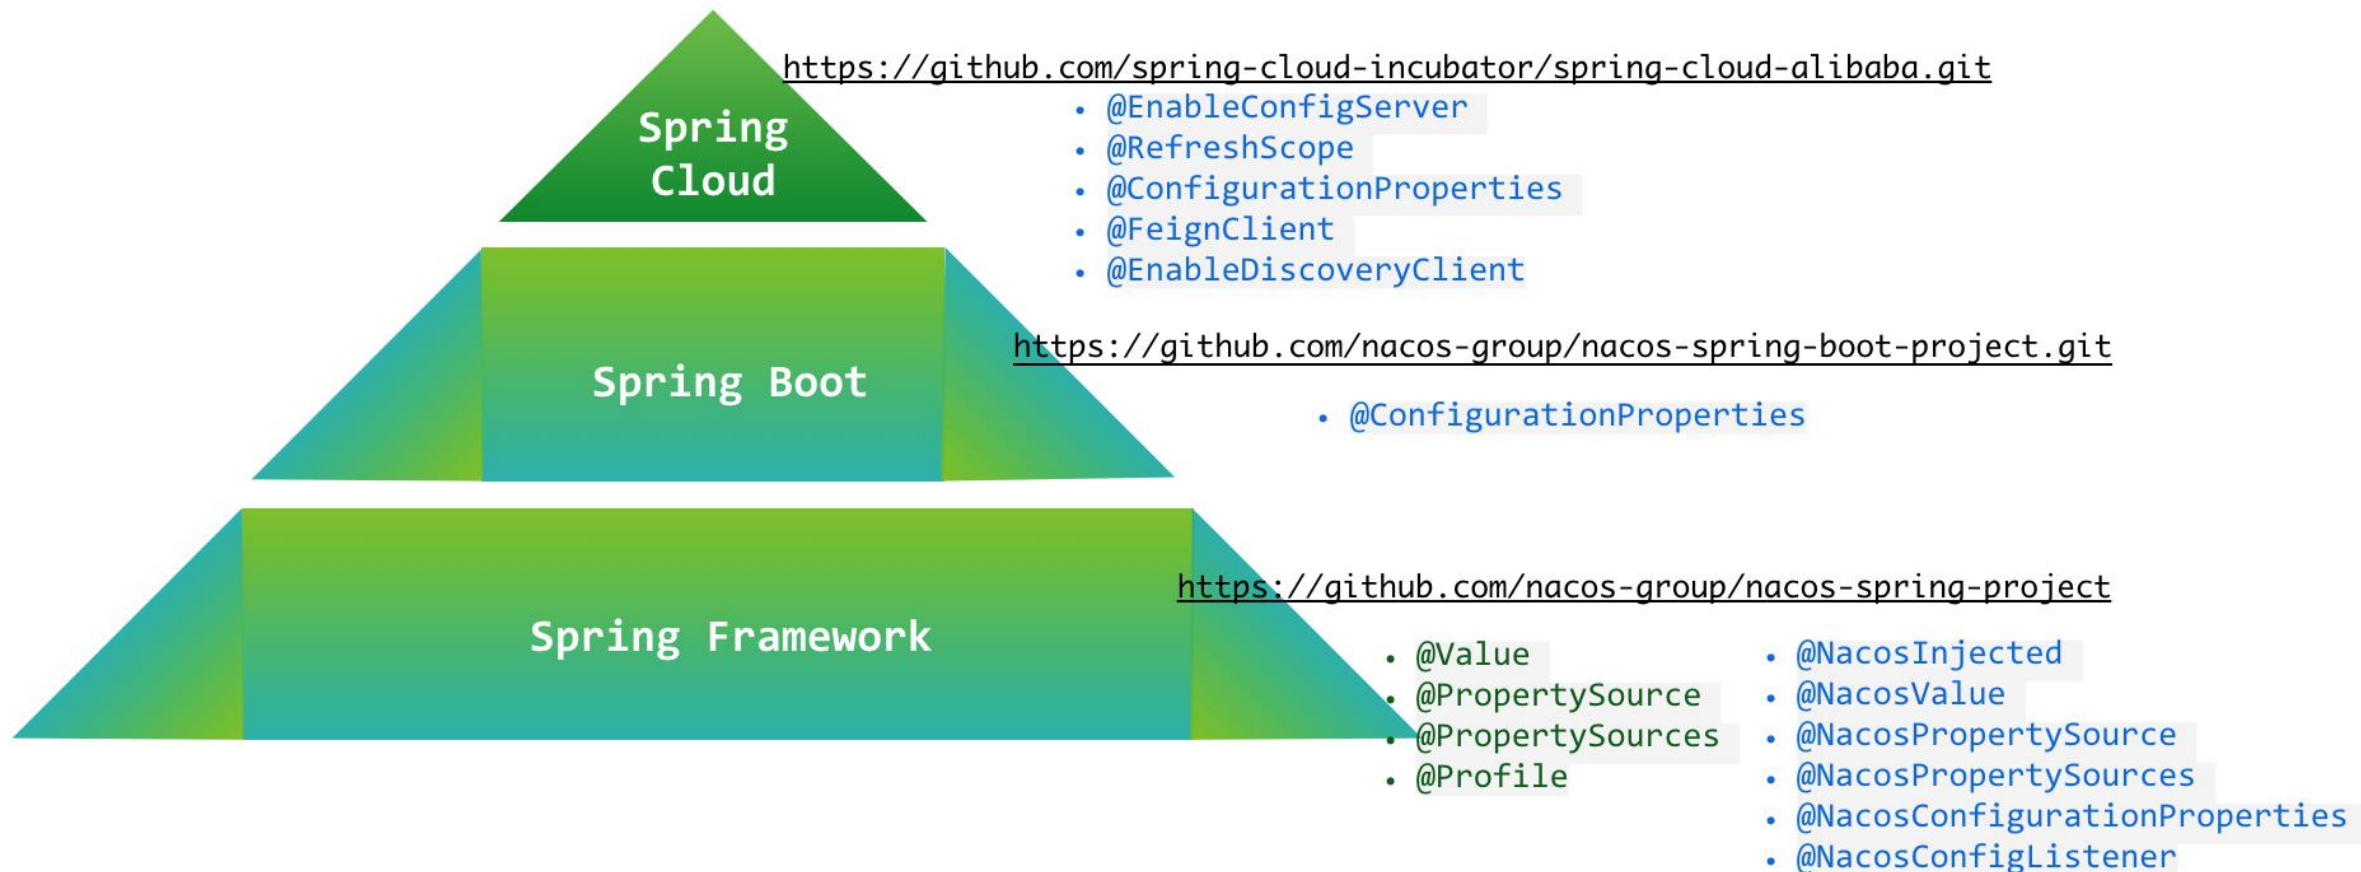 Spring
Cloud
https://github.com/spring-cloud-incubator/spring-cloud-alibaba.git
• @EnableConfigServer
• @RefreshScope
• @ConfigurationProperties
• @FeignClient
• @EnableDiscoveryClient
Spring Boot
https://github.com/nacos-group/nacos-spring-boot-project.git
• @ConfigurationProperties
Spring Framework
https://github.com/nacos-group/nacos-spring-project
• @Value
• @PropertySource
• @PropertySources
• @Profile
• @NacosInjected
• @NacosValue
• @NacosPropertySource
• @NacosPropertySources
• @NacosConfigurationProperties
• @NacosConfigListener